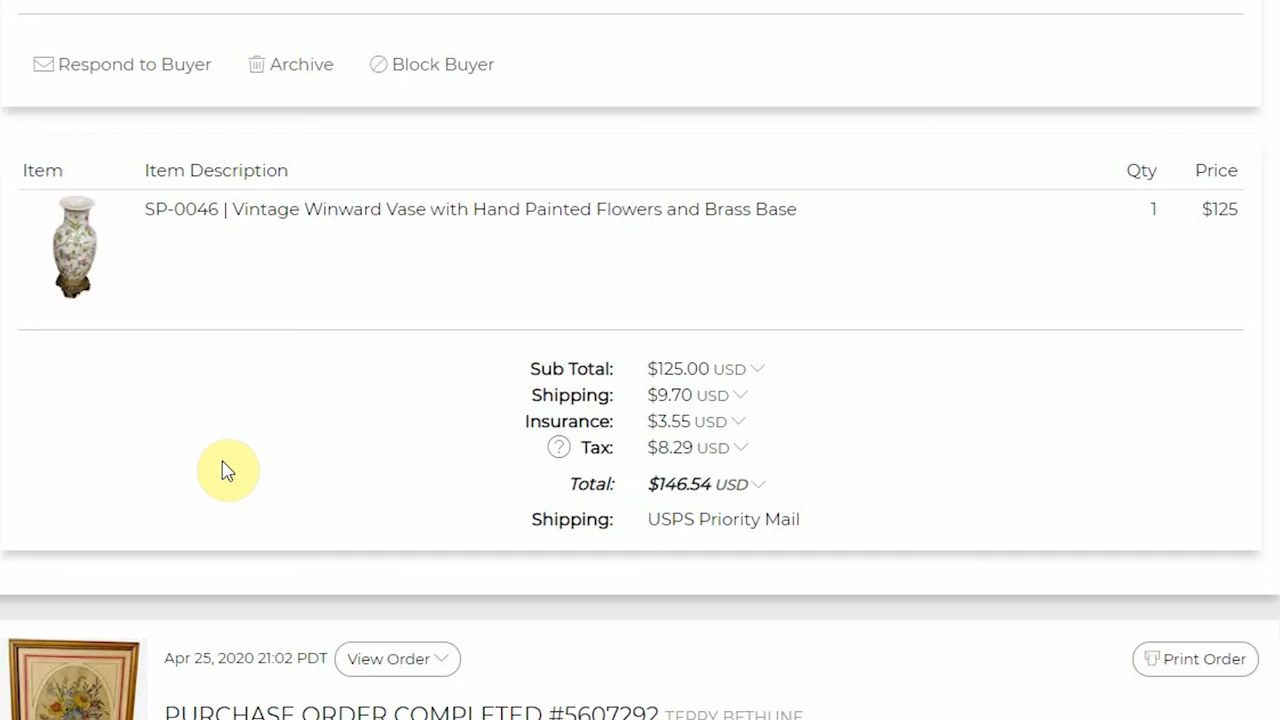 Respond to Buyer Archive Block Buyer
Item Item Description Qty Price
SP-0046 | Vintage Winward Vase with Hand Painted Flowers and Brass Base 1 $125
Sub Total: $125.00 USD
Shipping: $9.70 USD
Insurance: $3.55 USD
? Tax: $8.29 USD
Total: $146.54 USD
Shipping: USPS Priority Mail
Apr 25, 2020 21:02 PDT View Order Print Order
PURCHASE ORDER COMPLETED #5607292 TERRY BETHUNE